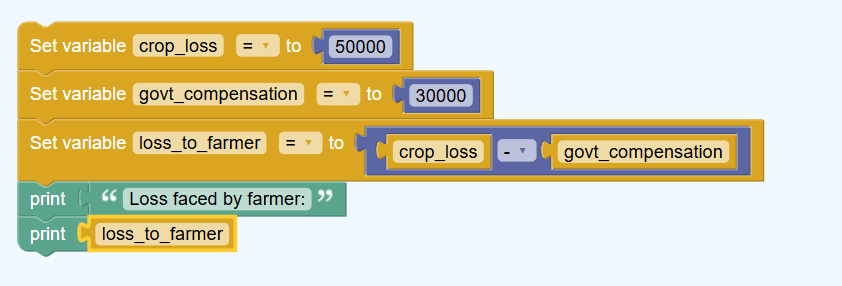 Set variable crop_loss = to 50000
Set variable govt_compensation = to 30000
Set variable loss_to_farmer = to crop_loss - govt_compensation
print “ Loss faced by farmer: ”
print loss_to_farmer